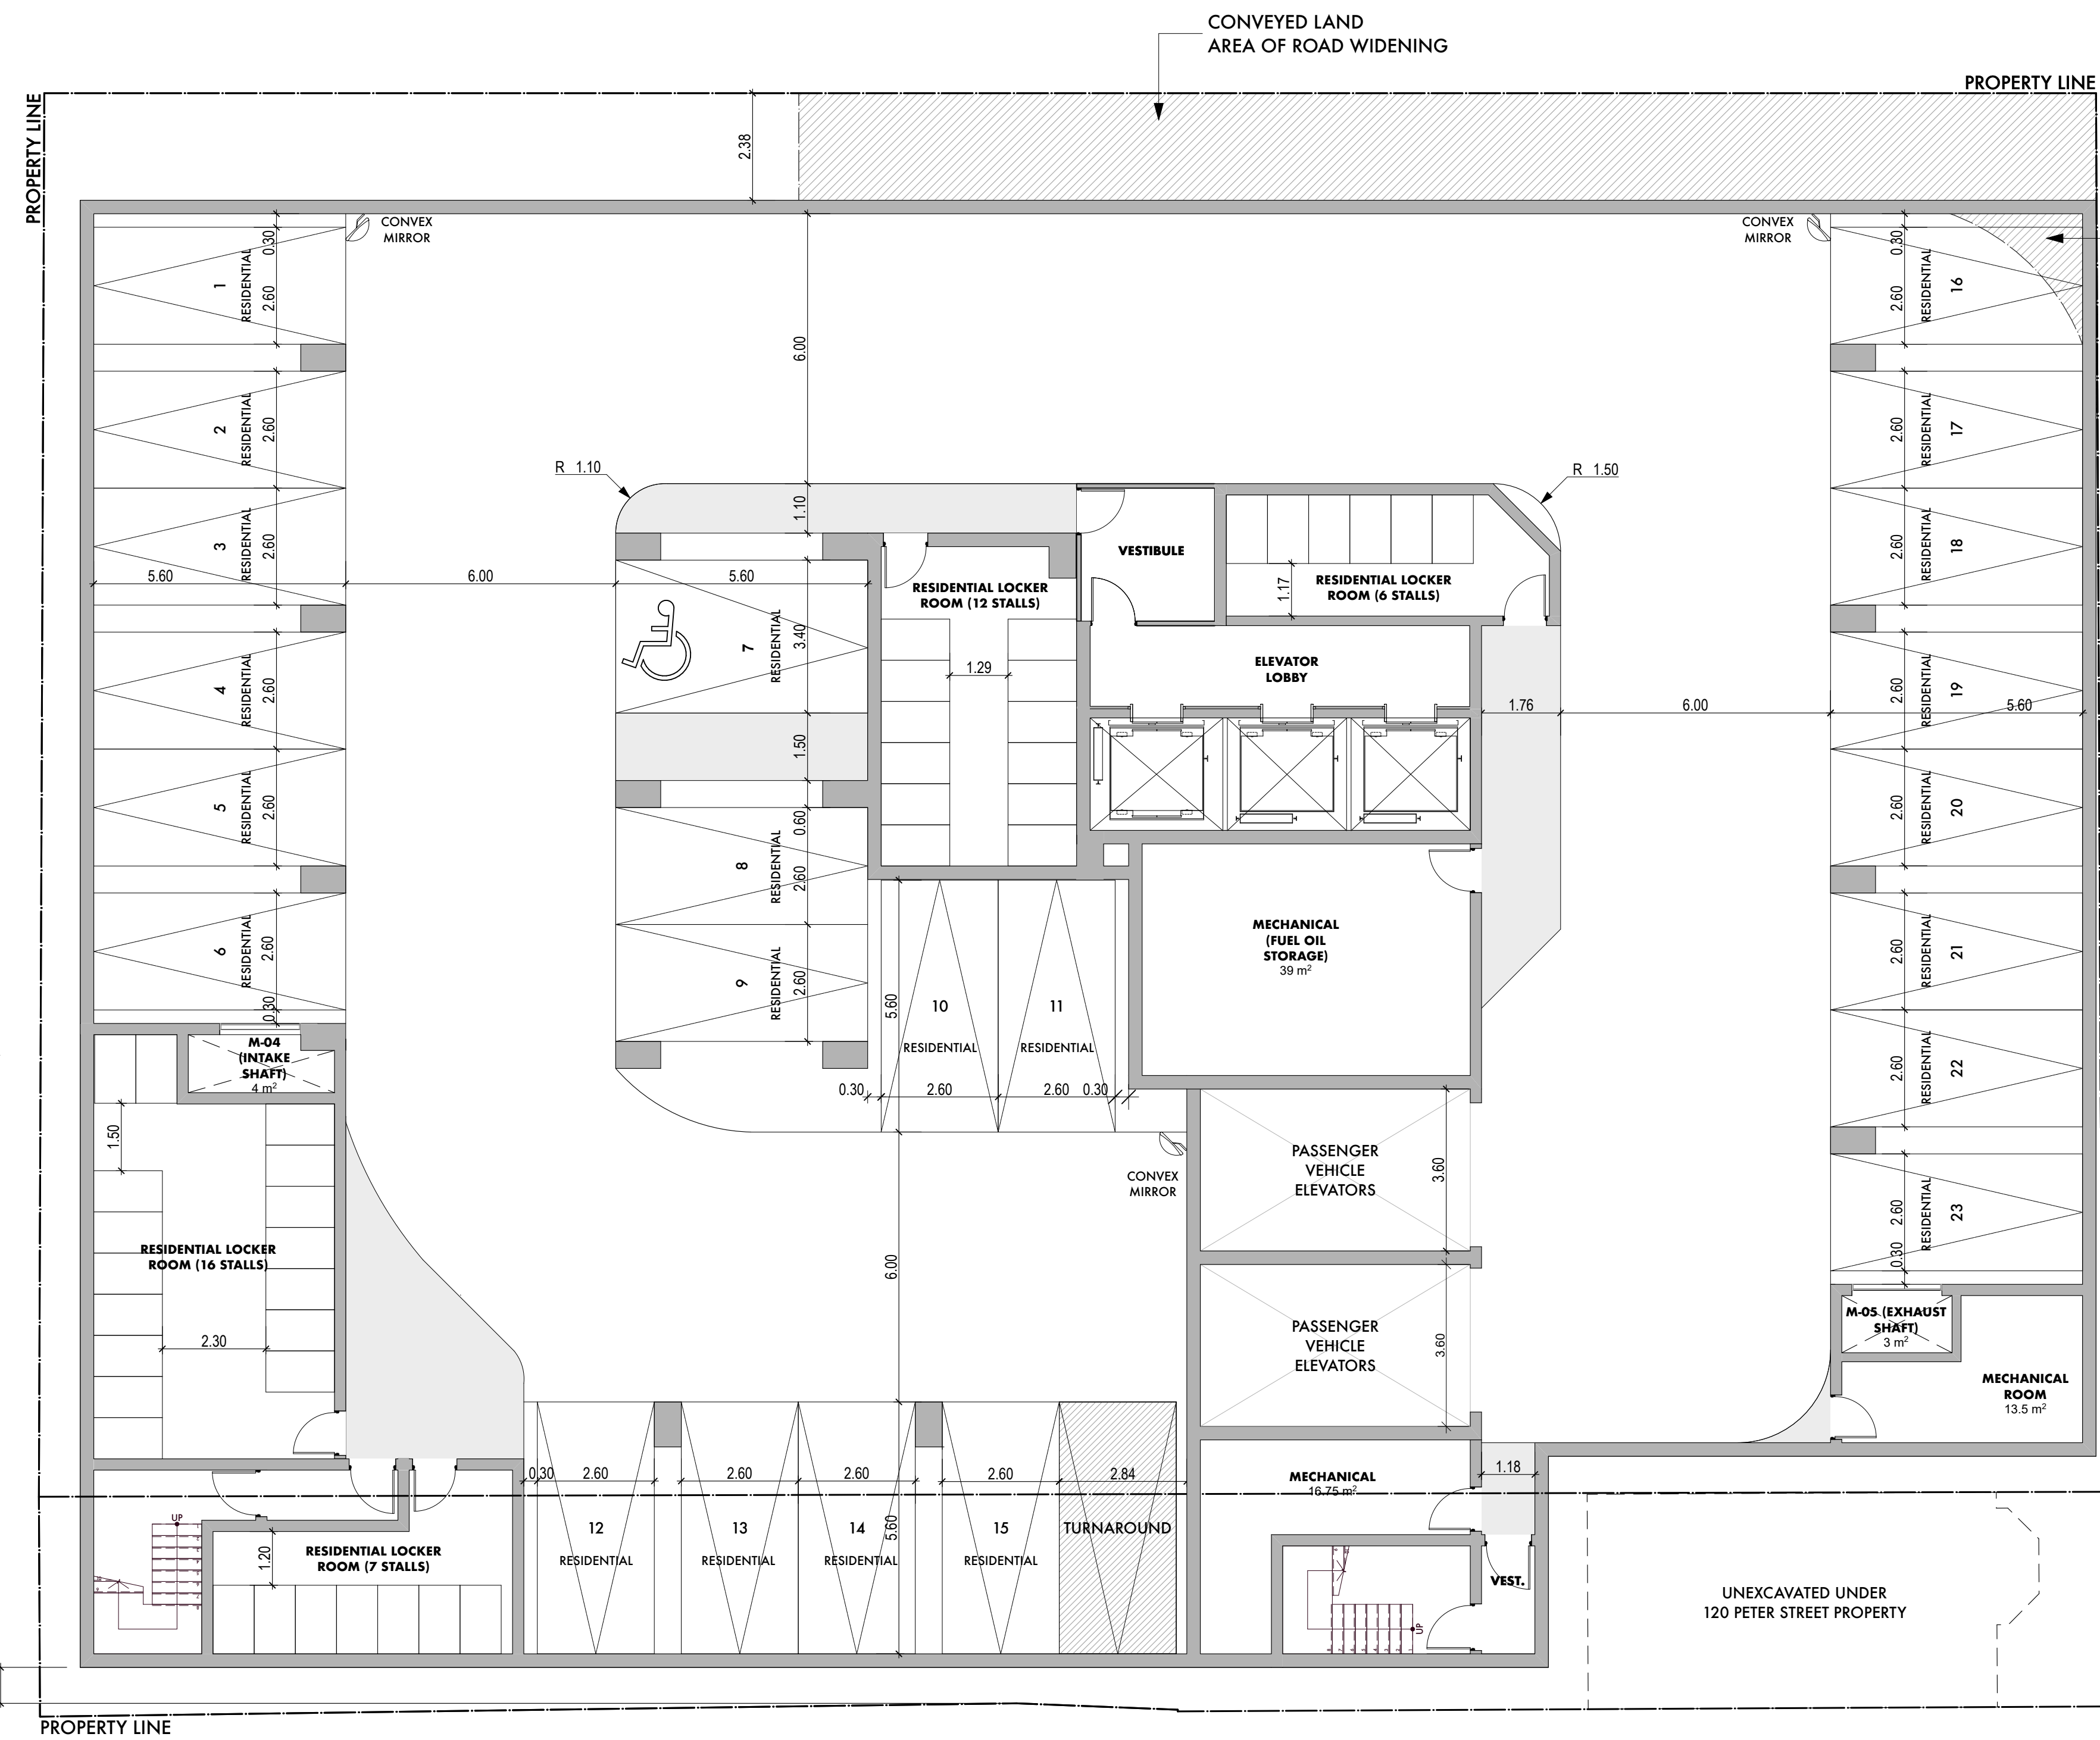 CONVEYED LAND
AREA OF ROAD WIDENING
PROPERTY LINE
PROPERTY LINE
2.38
CONVEX
MIRROR
CONVEX
MIRROR
0.30
1
RESIDENTIAL
2.60
2
RESIDENTIAL
2.60
3
RESIDENTIAL
2.60
4
RESIDENTIAL
2.60
5
RESIDENTIAL
2.60
6
RESIDENTIAL
2.60
0.30
5.60
6.00
5.60
6.00
R 1.10
1.10
R 1.50
7
RESIDENTIAL
3.40
1.50
0.60
8
RESIDENTIAL
2.60
9
RESIDENTIAL
2.60
RESIDENTIAL LOCKER
ROOM (12 STALLS)
1.29
VESTIBULE
1.17
RESIDENTIAL LOCKER
ROOM (6 STALLS)
ELEVATOR
LOBBY
1.76
6.00
5.60
0.30
16
RESIDENTIAL
2.60
17
RESIDENTIAL
2.60
18
RESIDENTIAL
2.60
19
RESIDENTIAL
2.60
20
RESIDENTIAL
2.60
21
RESIDENTIAL
2.60
22
RESIDENTIAL
2.60
23
RESIDENTIAL
2.60
0.30
MECHANICAL
(FUEL OIL
STORAGE)
39 m²
5.60
10
RESIDENTIAL
11
RESIDENTIAL
0.30
2.60
2.60
0.30
M-04
(INTAKE
SHAFT)
4 m²
1.50
RESIDENTIAL LOCKER
ROOM (16 STALLS)
2.30
CONVEX
MIRROR
6.00
PASSENGER
VEHICLE
ELEVATORS
3.60
PASSENGER
VEHICLE
ELEVATORS
3.60
M-05 (EXHAUST
SHAFT)
3 m²
MECHANICAL
ROOM
13.5 m²
0.30
2.60
2.60
2.60
2.60
2.84
MECHANICAL
16.75 m²
1.18
UP
1.20
RESIDENTIAL LOCKER
ROOM (7 STALLS)
12
RESIDENTIAL
13
RESIDENTIAL
14
RESIDENTIAL
5.60
15
RESIDENTIAL
TURNAROUND
UP
VEST.
UNEXCAVATED UNDER
120 PETER STREET PROPERTY
PROPERTY LINE